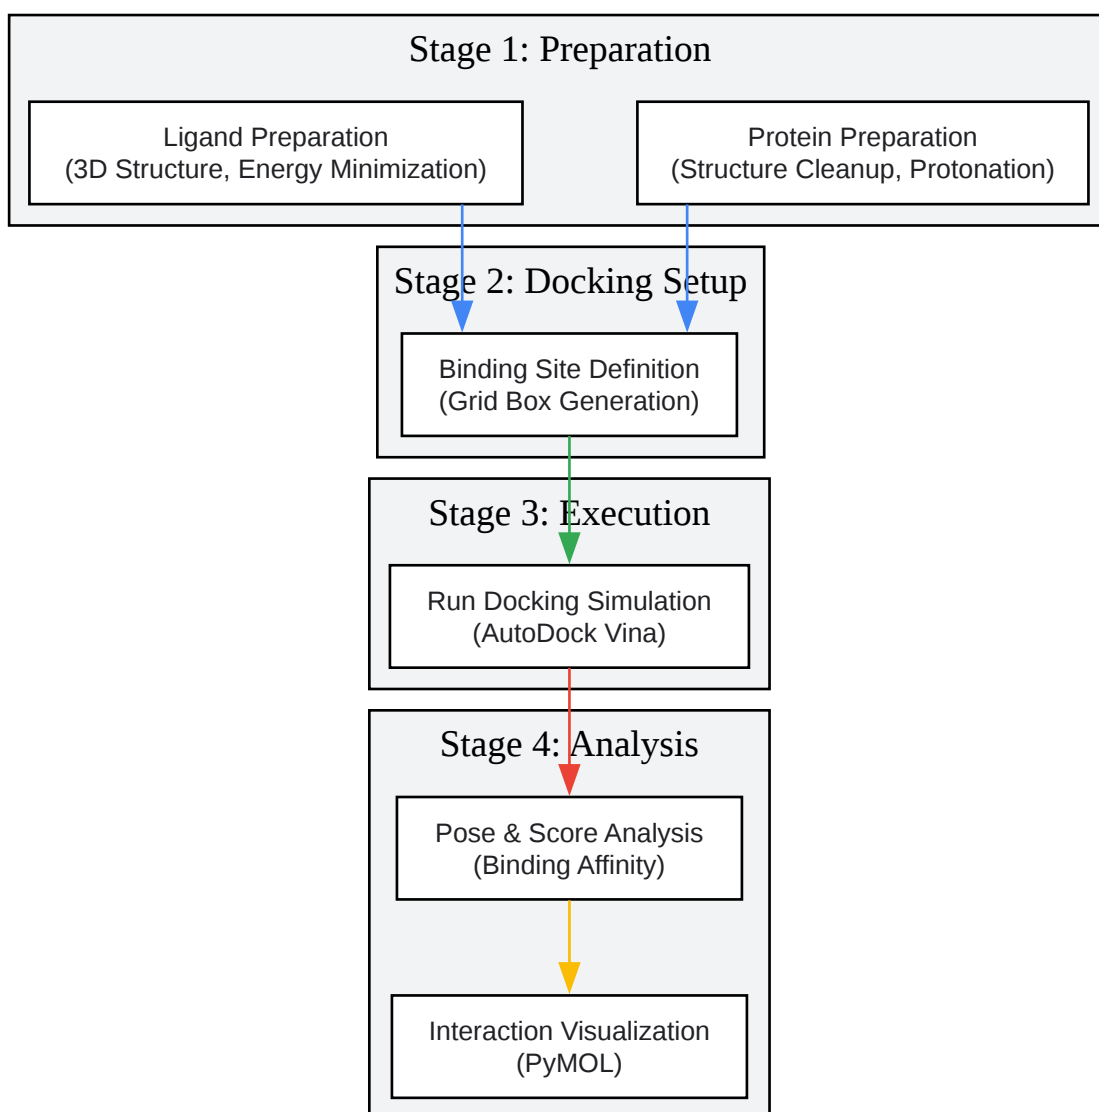 Stage 1: Preparation
Ligand Preparation
(3D Structure, Energy Minimization)
Protein Preparation
(Structure Cleanup, Protonation)
Stage 2: Docking Setup
Binding Site Definition
(Grid Box Generation)
Stage 3: Execution
Run Docking Simulation
(AutoDock Vina)
Stage 4: Analysis
Pose & Score Analysis
(Binding Affinity)
Interaction Visualization
(PyMOL)